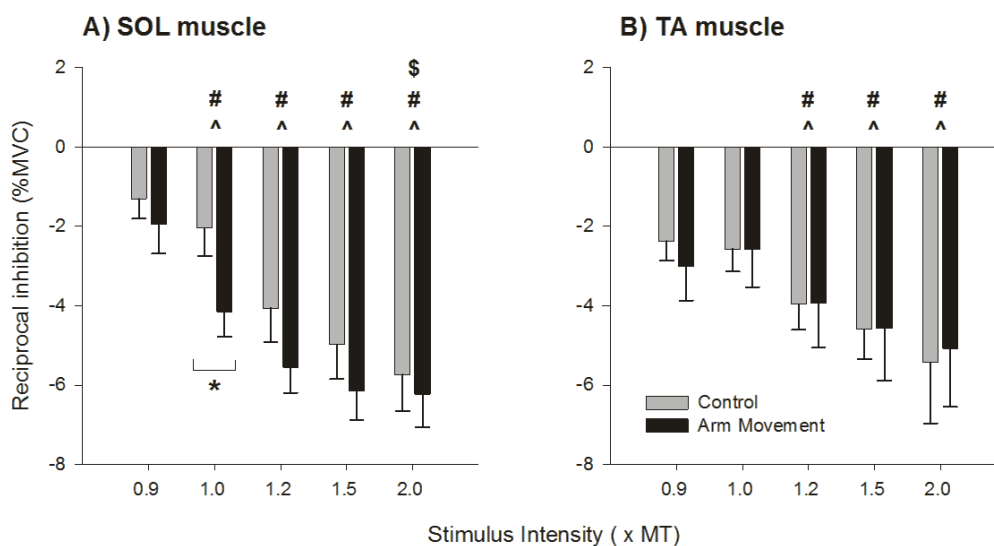 A) SOL muscle
B) TA muscle
Reciprocal inhibition (%MVC)
2
0
-2
-4
-6
-8
$
# # # #
^ ^ ^ ^
*
0.9 1.0 1.2 1.5 2.0
2
0
-2
-4
-6
-8
# # #
^ ^ ^
Control
Arm Movement
0.9 1.0 1.2 1.5 2.0
Stimulus Intensity ( x MT)